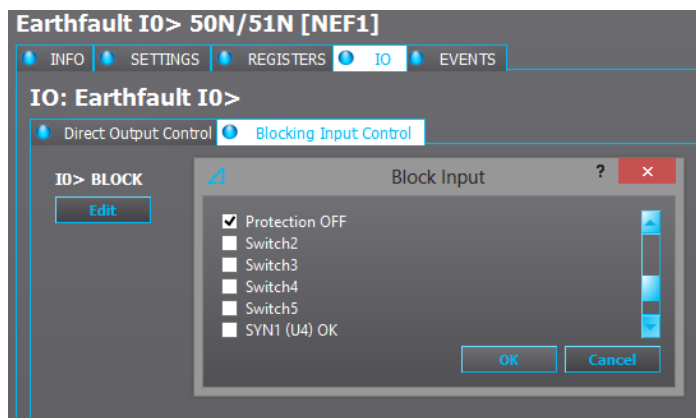 Earthfault I0> 50N/51N [NEF1]
INFO SETTINGS REGISTERS IO EVENTS
IO: Earthfault I0>
Direct Output Control Blocking Input Control
I0> BLOCK
Edit
Block Input ? ×
Protection OFF
Switch2
Switch3
Switch4
Switch5
SYN1 (U4) OK
OK Cancel